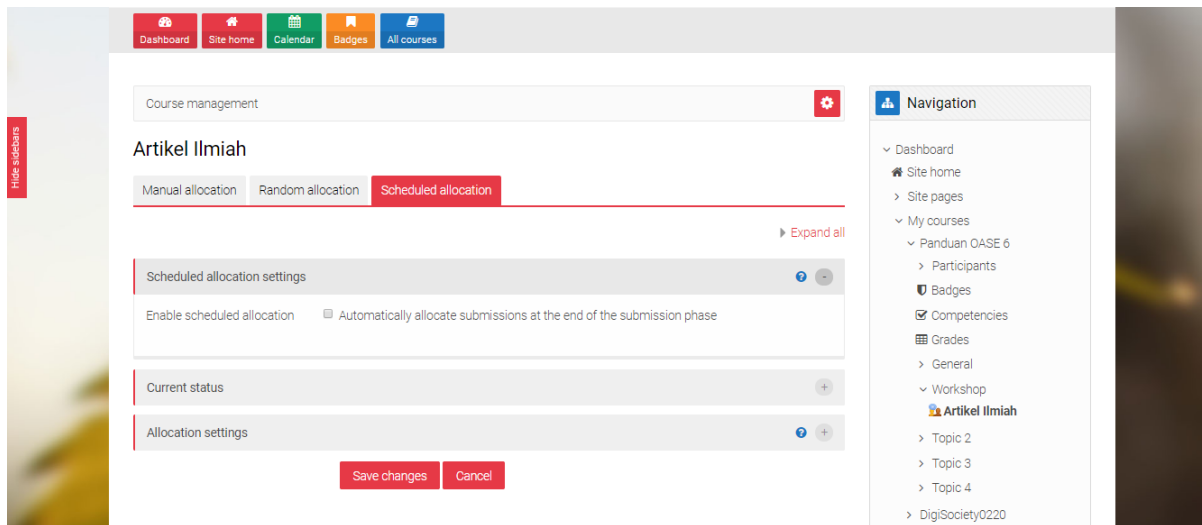 Dashboard
Site home
Calendar
Badges
All courses
Hide sidebars
Course management
Artikel Ilmiah
Manual allocation
Random allocation
Scheduled allocation
Expand all
Scheduled allocation settings
Enable scheduled allocation
Automatically allocate submissions at the end of the submission phase
Current status
Allocation settings
Save changes
Cancel
Navigation
Dashboard
Site home
Site pages
My courses
Panduan OASE 6
Participants
Badges
Competencies
Grades
General
Workshop
Artikel Ilmiah
Topic 2
Topic 3
Topic 4
DigiSociety0220